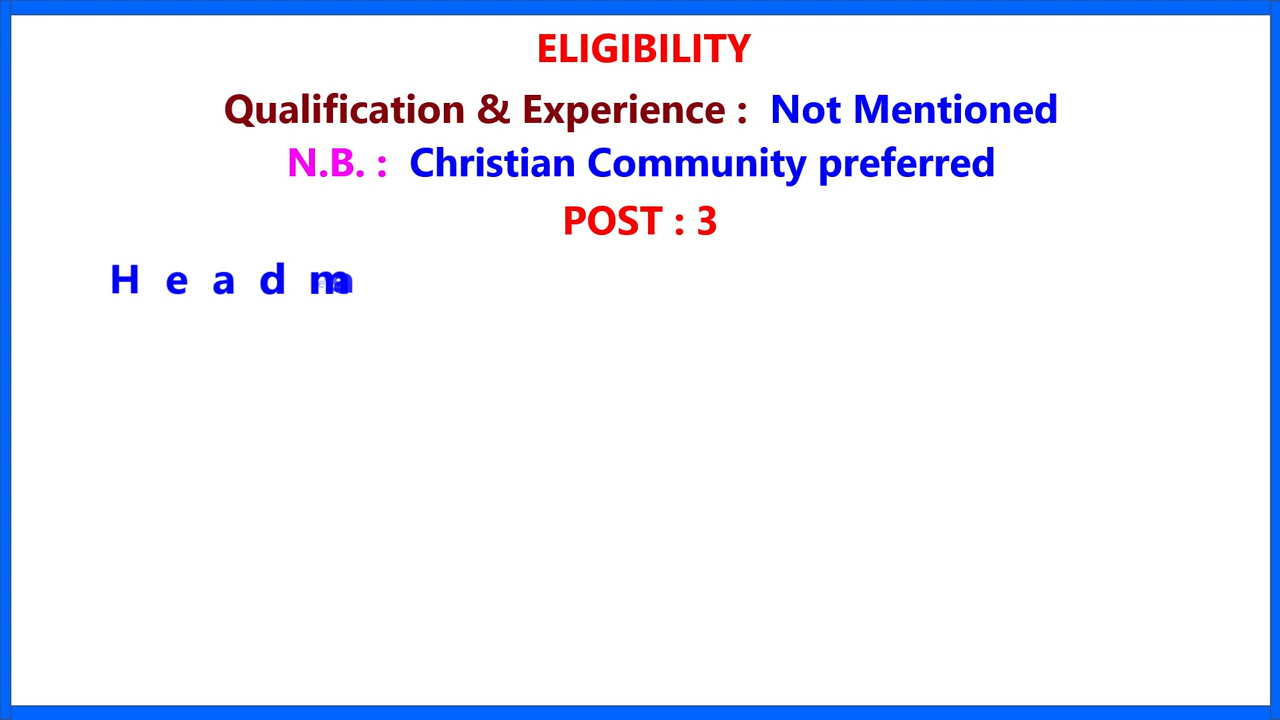 ELIGIBILITY
Qualification & Experience : Not Mentioned
N.B. : Christian Community preferred
POST : 3
H e a d m a